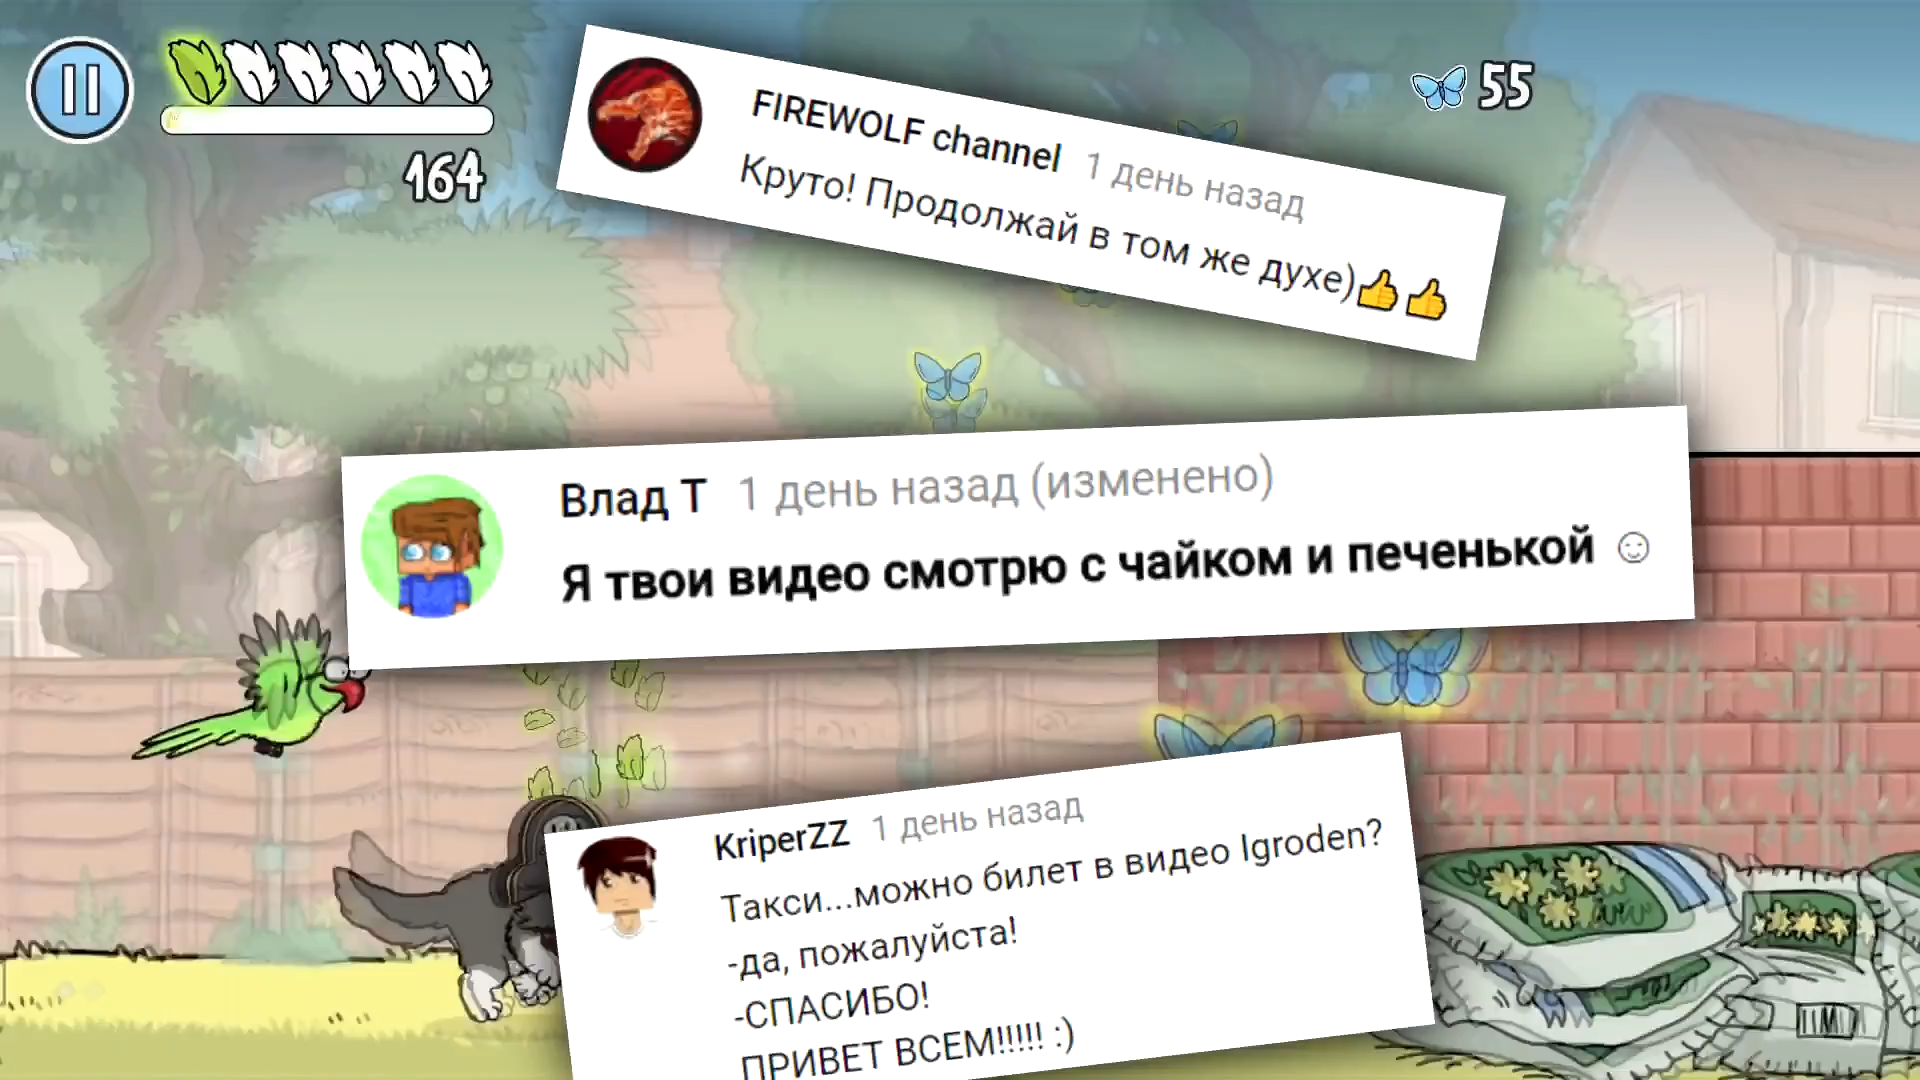 164
55
FIREWOLF channel 1 день назад
Круто! Продолжай в том же духе)👍👍
Влад Т 1 день назад (изменено)
Я твои видео смотрю с чайком и печенькой ☺
KriperZZ 1 день назад
Такси...можно билет в видео Igroden?
-да, пожалуйста!
-СПАСИБО!
ПРИВЕТ ВСЕМ!!!!! :)